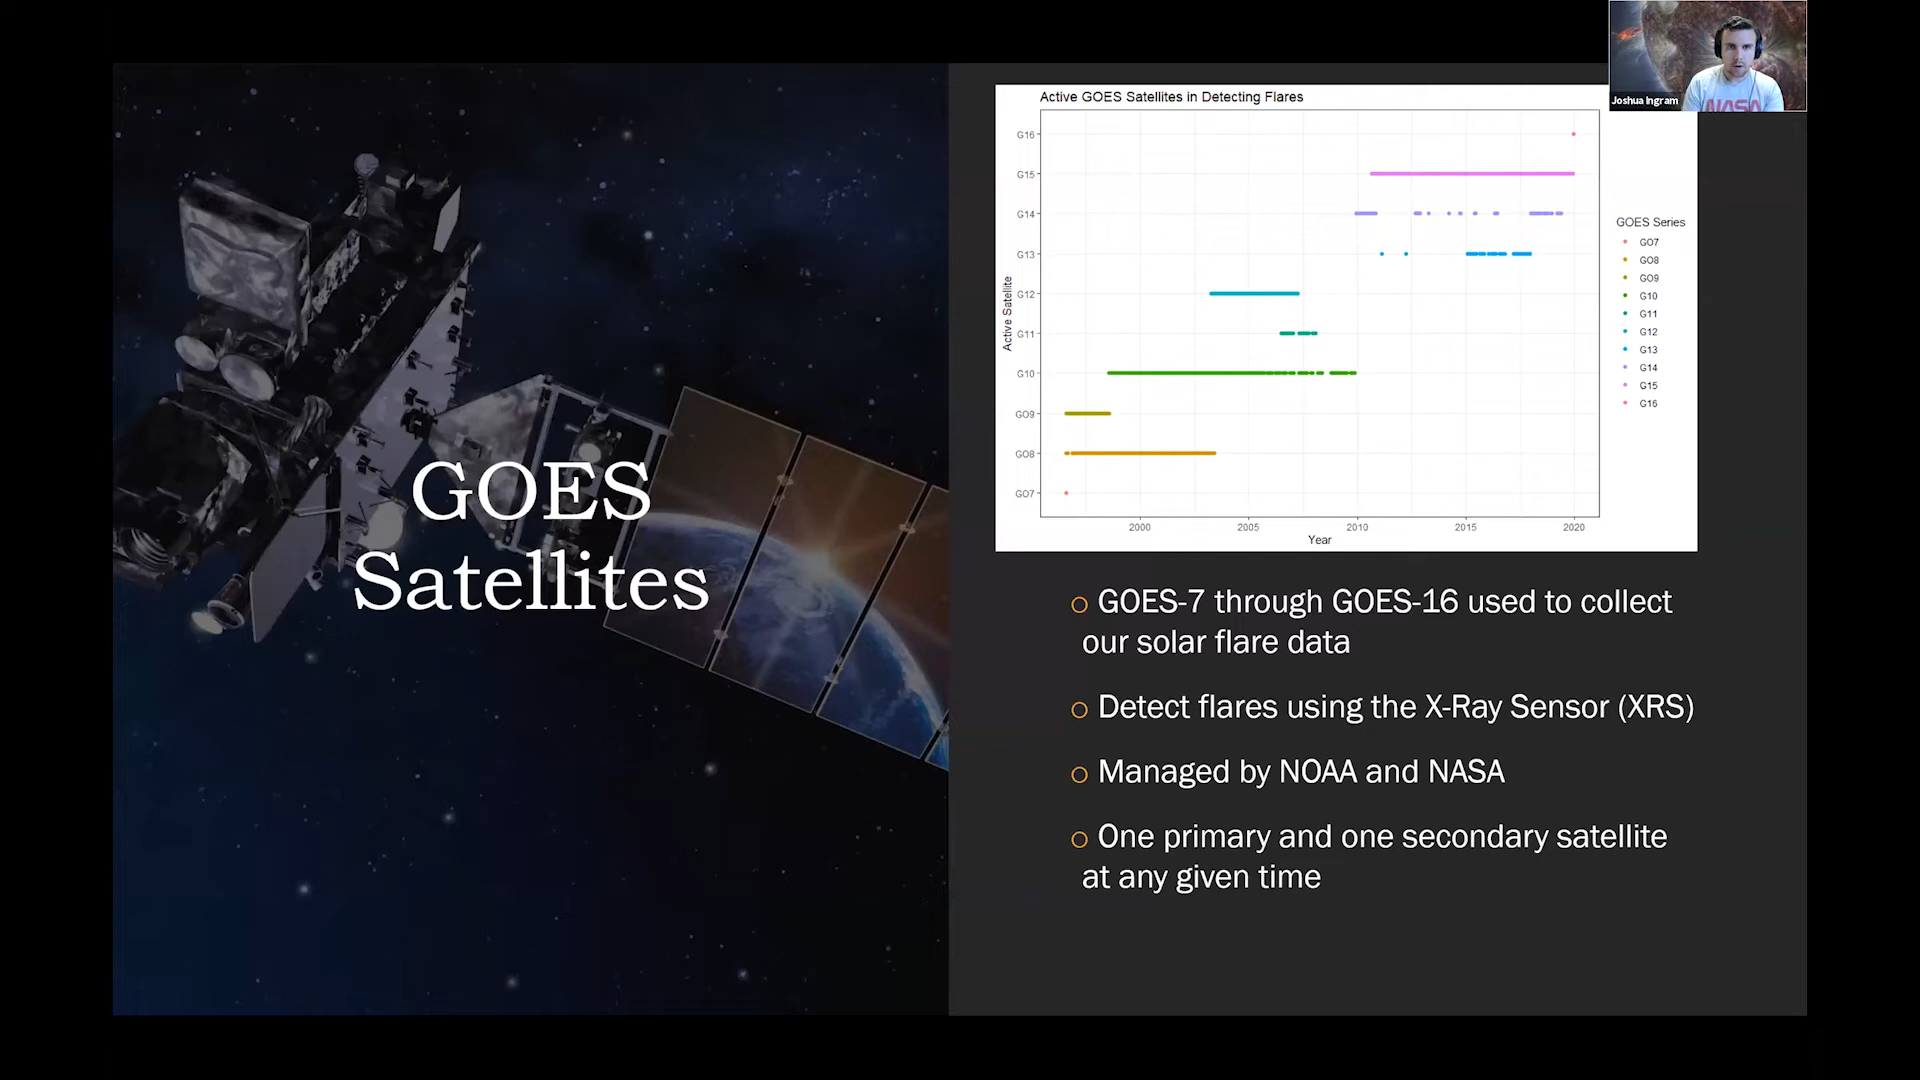 Joshua Ingram
NASA
GOES
Satellites
Active GOES Satellites in Detecting Flares
Active Satellite
G16
G15
G14
G13
G12
G11
G10
GO9
GO8
GO7
2000 2005 2010 2015 2020
Year
GOES Series
GO7
GO8
GO9
G10
G11
G12
G13
G14
G15
G16
GOES-7 through GOES-16 used to collect
our solar flare data
Detect flares using the X-Ray Sensor (XRS)
Managed by NOAA and NASA
One primary and one secondary satellite
at any given time